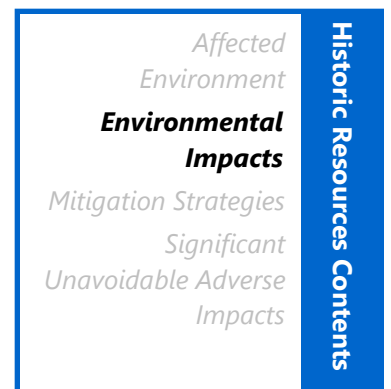 Affected
Environment
Environmental
Impacts
Mitigation Strategies
Significant
Unavoidable Adverse
Impacts
Historic Resources Contents